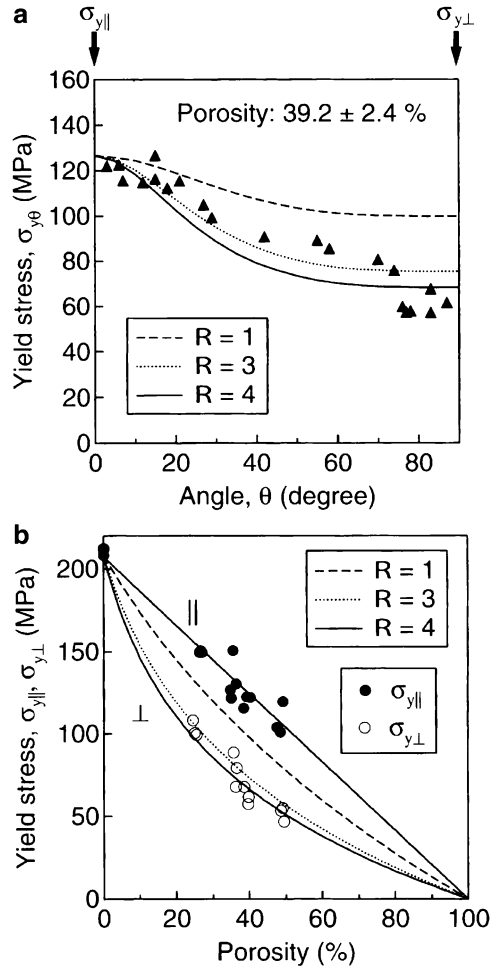 a
σy|| σy⊥
160
140
120
100
80
60
40
20
0
Yield stress, σyθ (MPa)
Porosity: 39.2 ± 2.4 %
R = 1
R = 3
R = 4
0 20 40 60 80
Angle, θ (degree)
b
200
150
100
50
0
Yield stress, σy||, σy⊥ (MPa)
||
⊥
R = 1
R = 3
R = 4
σy||
σy⊥
0 20 40 60 80 100
Porosity (%)